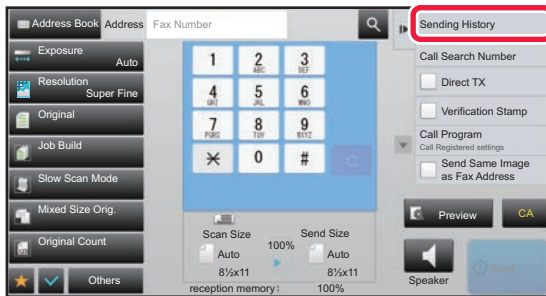 Address Book
Address
Fax Number
Sending History
Exposure
Auto
Resolution
Super Fine
Original
Job Build
Slow Scan Mode
Mixed Size Orig.
Original Count
Others
1
2
ABC
3
DEF
4
GHI
5
JKL
6
MNO
7
PQRS
8
TUV
9
WXYZ
0
#
C
Call Search Number
Direct TX
Verification Stamp
Call Program
Call Registered settings
Send Same Image
as Fax Address
Preview
CA
Scan Size
Send Size
100%
Auto
Auto
8½x11
8½x11
reception memory:
100%
Speaker
Start